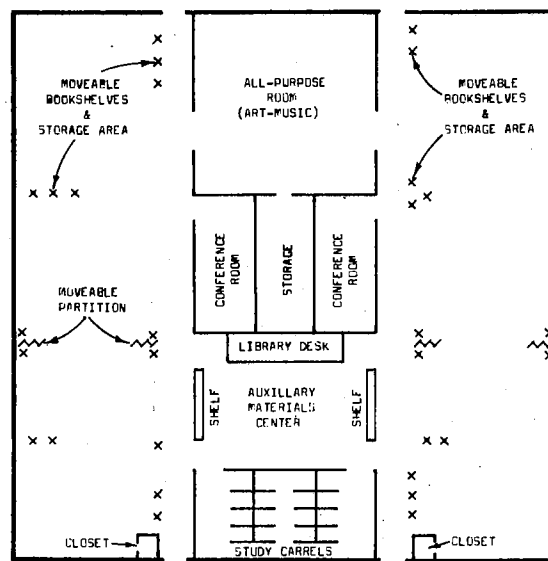 MOVEABLE
BOOKSHELVES
&
STORAGE AREA
ALL-PURPOSE
ROOM
(ART-MUSIC)
MOVEABLE
BOOKSHELVES
&
STORAGE AREA
CONFERENCE
ROOM
STORAGE
CONFERENCE
ROOM
MOVEABLE
PARTITION
LIBRARY DESK
SHELF
AUXILLARY
MATERIALS
CENTER
SHELF
CLOSET
STUDY CARRELS
CLOSET